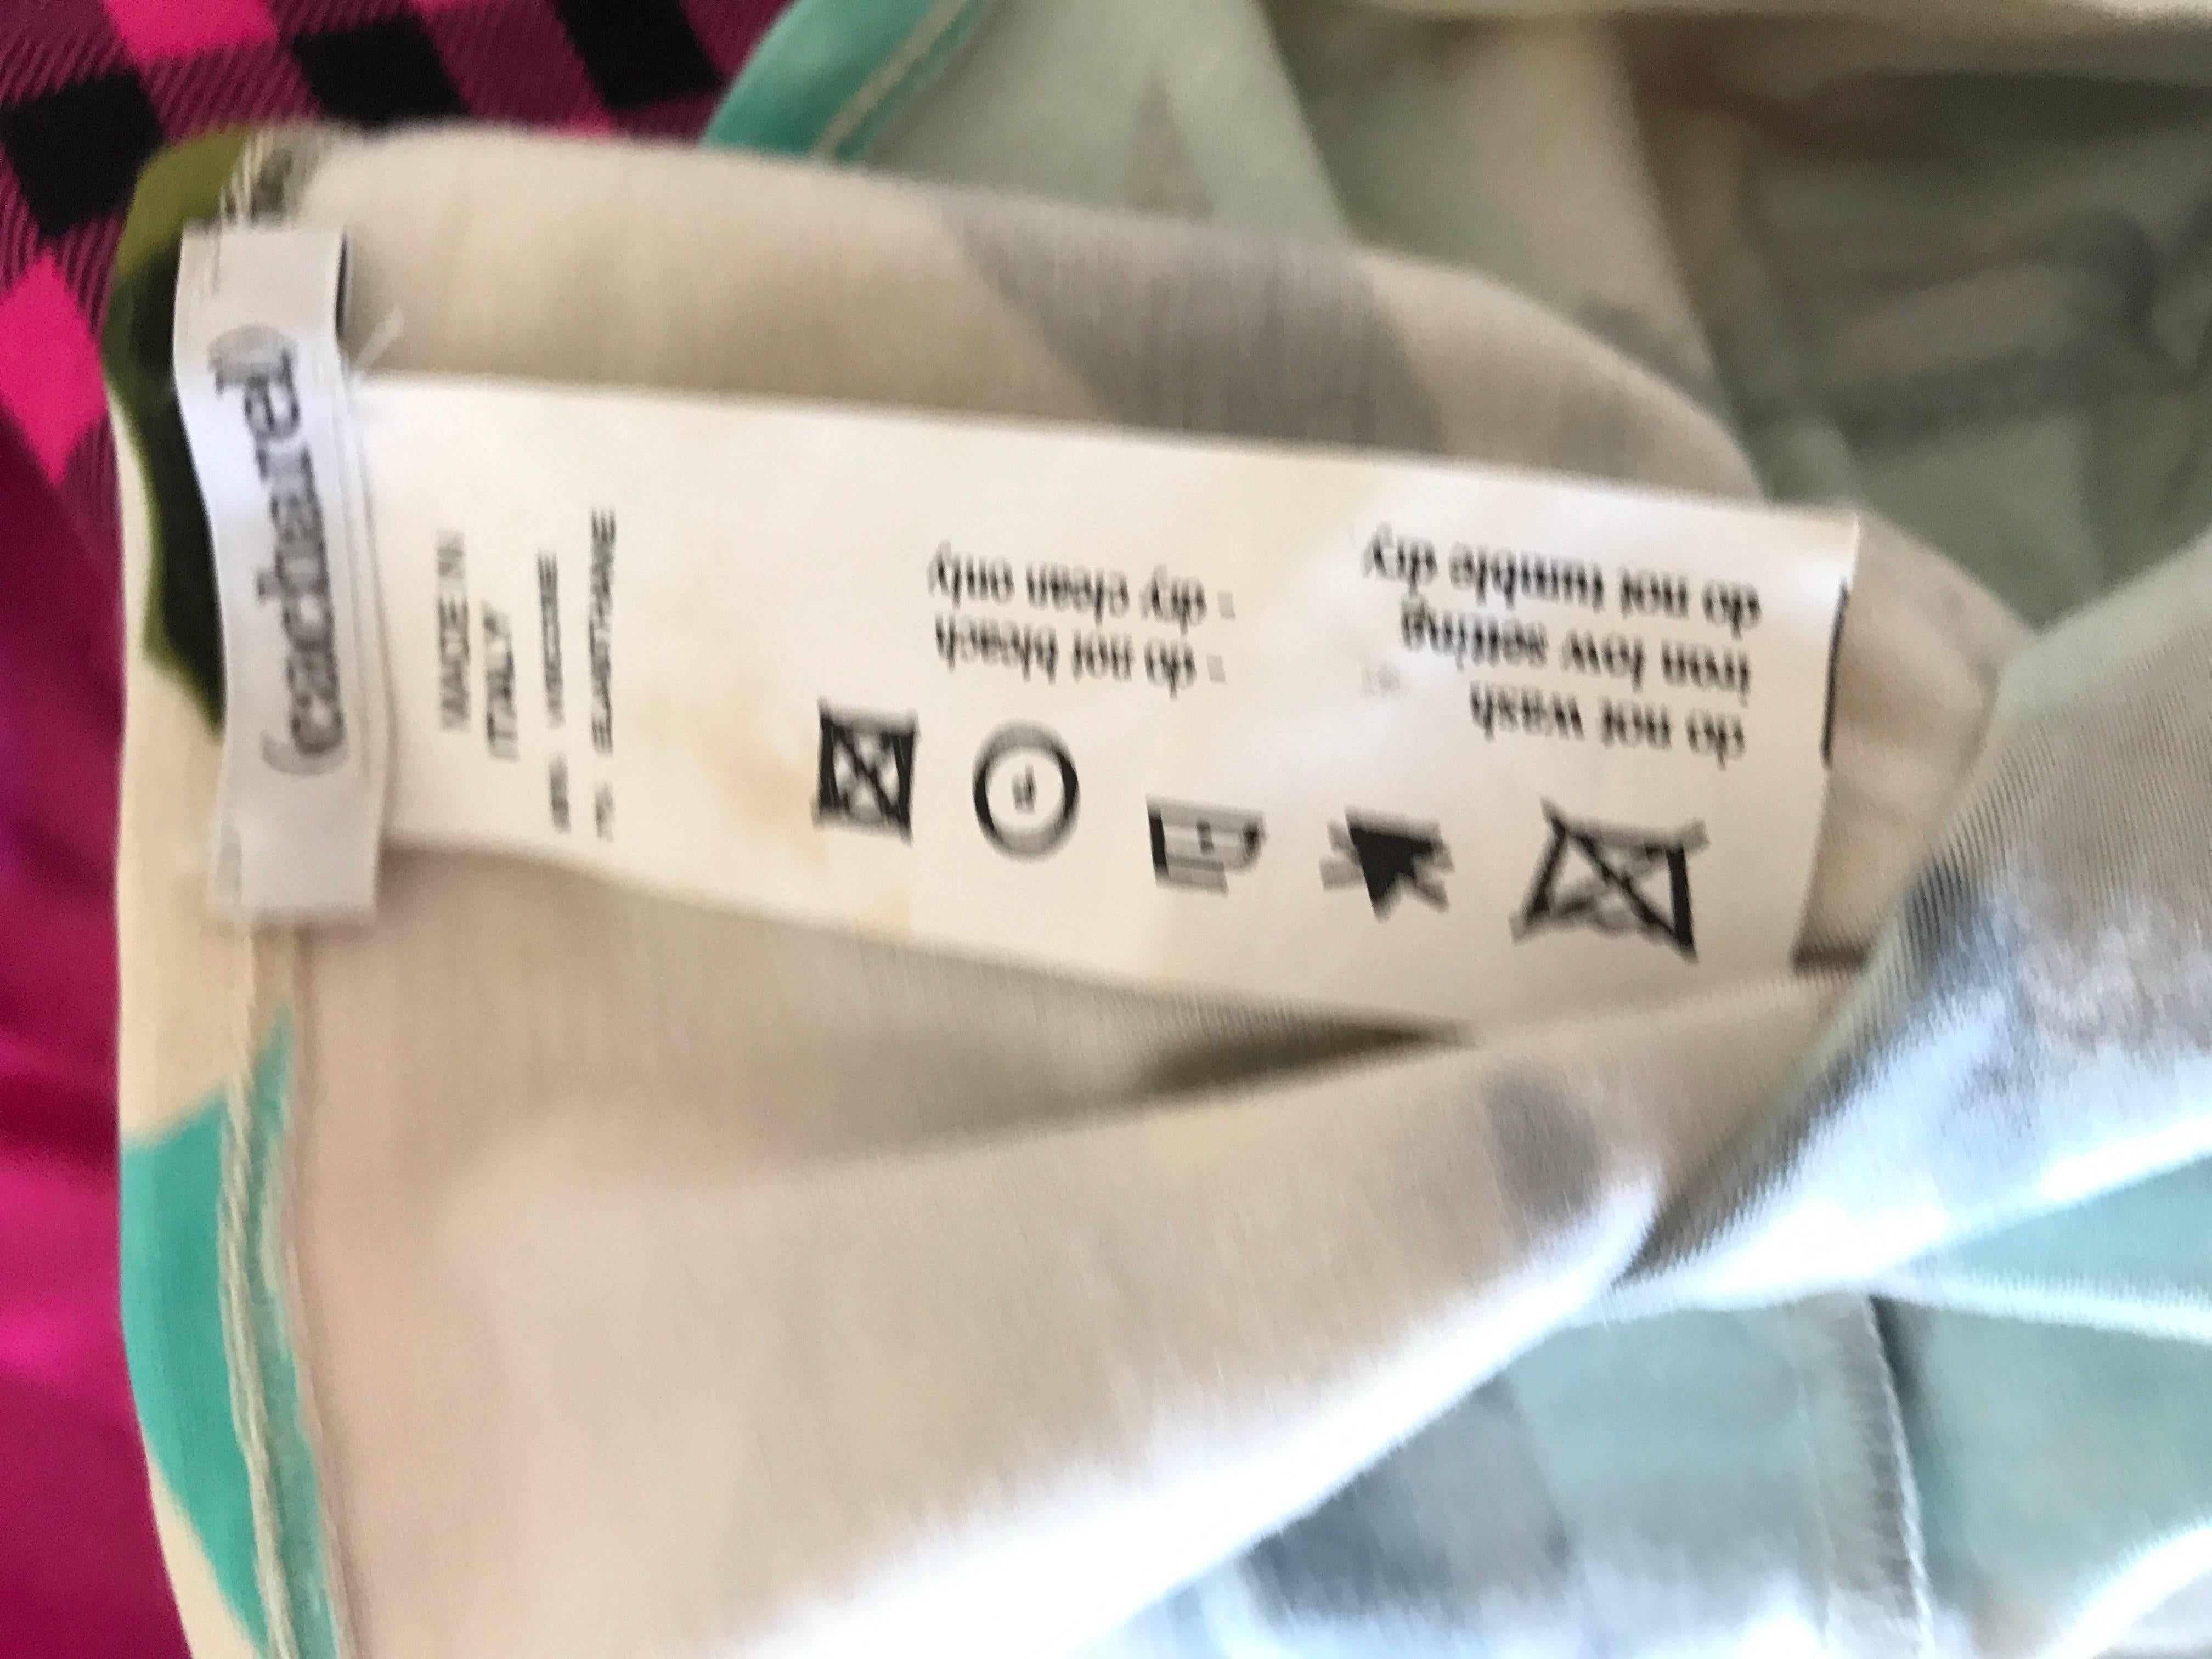 (cacharel)
MADE IN
ITALY
VISCOSE
ELASTHANE
do not wash
iron low setting
do not tumble dry
- do not bleach
- dry clean only